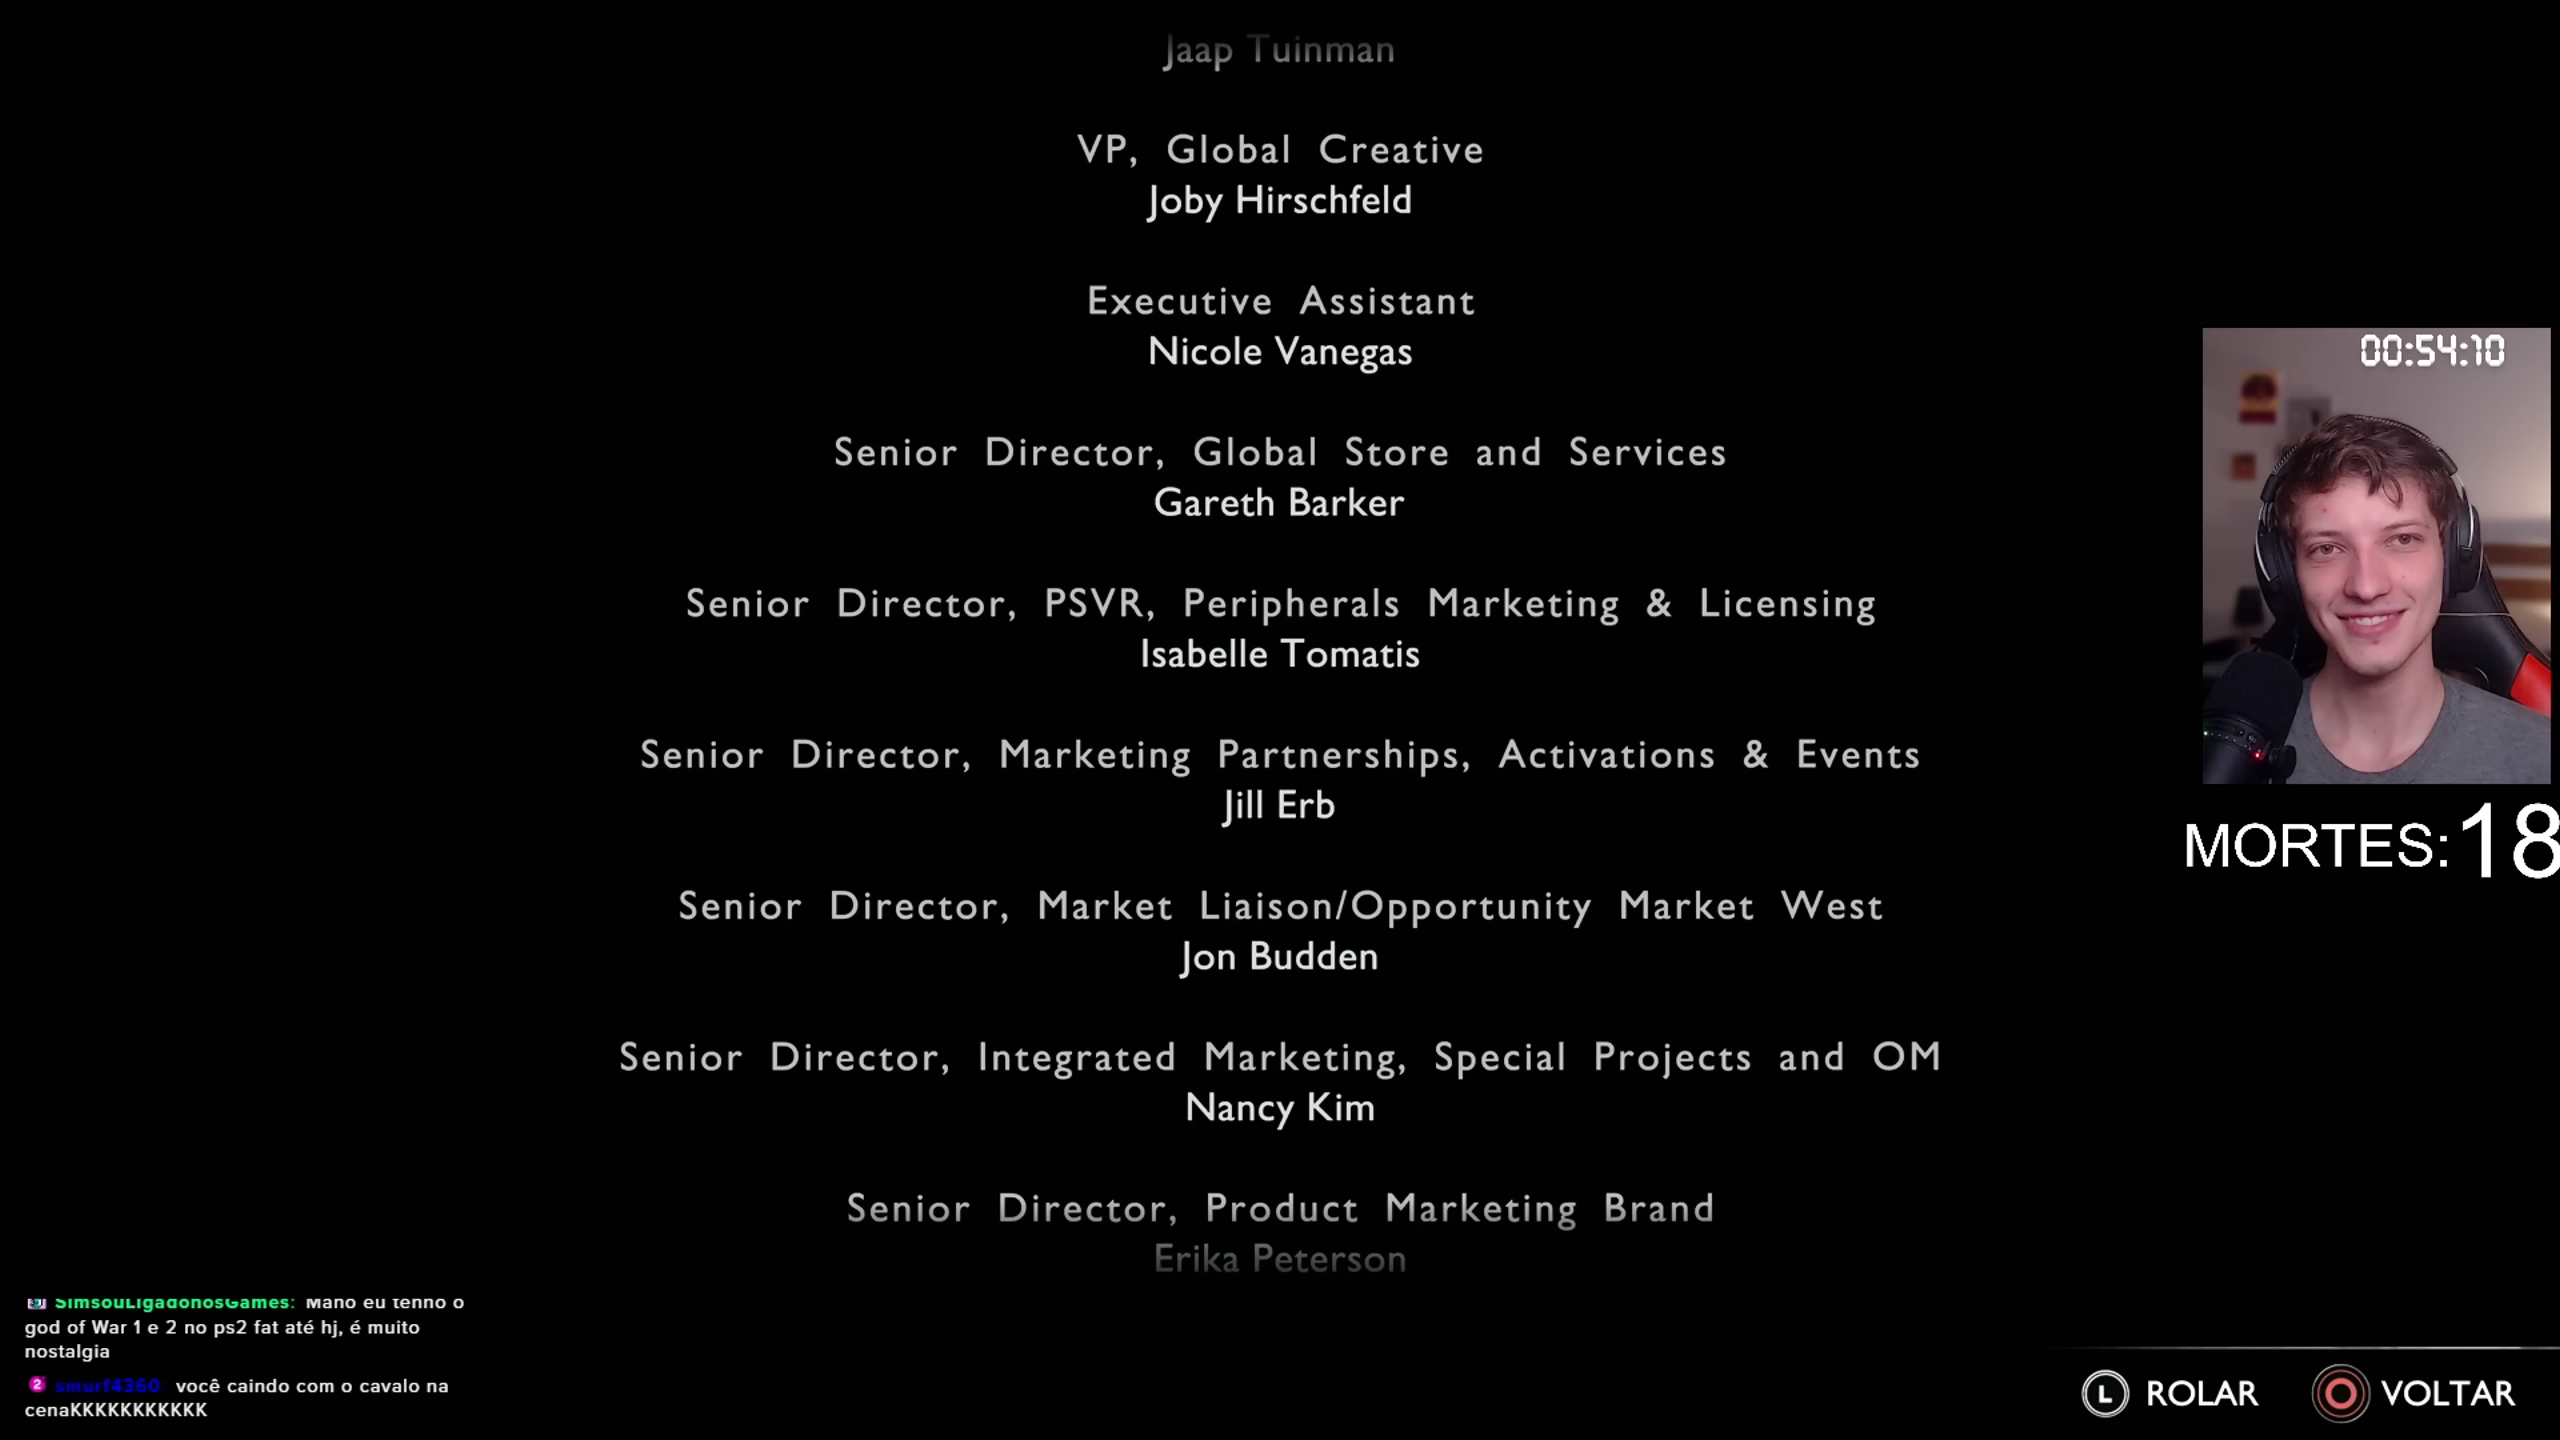 Jaap Tuinman
VP, Global Creative
Joby Hirschfeld
Executive Assistant
Nicole Vanegas
Senior Director, Global Store and Services
Gareth Barker
Senior Director, PSVR, Peripherals Marketing & Licensing
Isabelle Tomatis
Senior Director, Marketing Partnerships, Activations & Events
Jill Erb
Senior Director, Market Liaison/Opportunity Market West
Jon Budden
Senior Director, Integrated Marketing, Special Projects and OM
Nancy Kim
Senior Director, Product Marketing Brand
Erika Peterson
00:54:10
MORTES:18
SimsouLigadonosGames: Mano eu tenho o
god of War 1 e 2 no ps2 fat até hj, é muito
nostalgia
2 smurf4360: você caindo com o cavalo na
cenaKKKKKKKKKKK
L ROLAR
VOLTAR